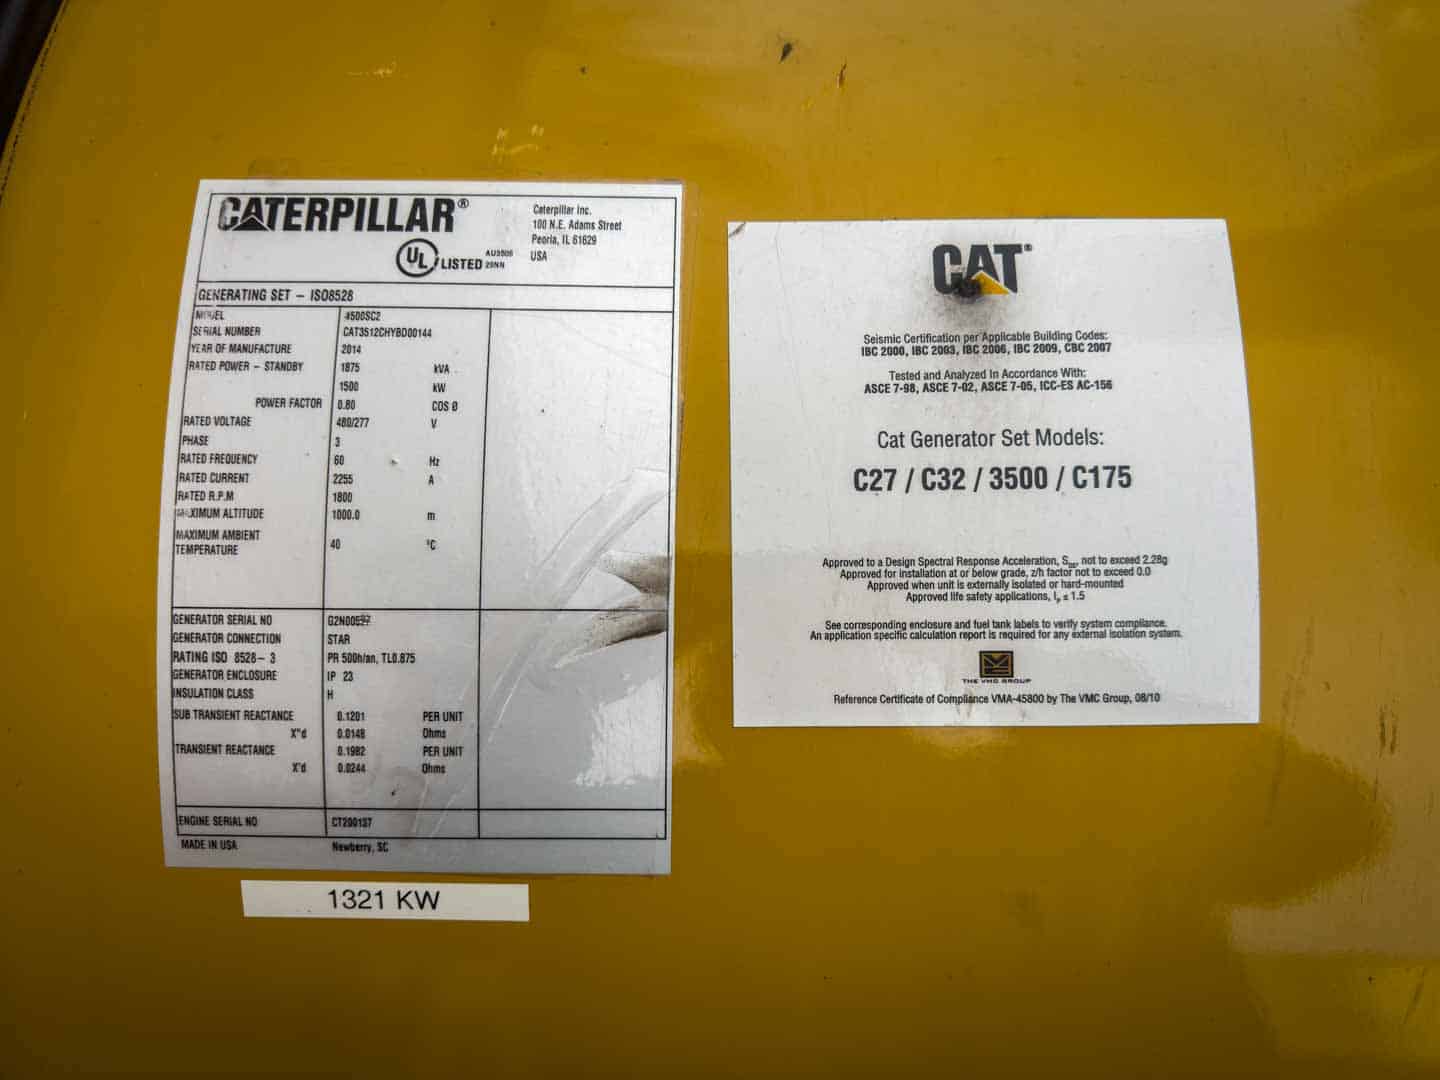 CATERPILLAR®
Caterpillar Inc.
100 N.E. Adams Street
Peoria, IL 61629
USA
UL LISTED
GENERATING SET - ISO8528
MODEL 4500SC2
SERIAL NUMBER CAT3512CHYBD00144
YEAR OF MANUFACTURE 2014
RATED POWER - STANDBY 1875 kVA
1500 kW
POWER FACTOR 0.80 COS Ø
RATED VOLTAGE 480/277 V
PHASE 3
RATED FREQUENCY 60 Hz
RATED CURRENT 2255 A
RATED R.P.M 1800
MAXIMUM ALTITUDE 1000.0 m
MAXIMUM AMBIENT
TEMPERATURE 40 °C
GENERATOR SERIAL NO
GENERATOR CONNECTION STAR
RATING ISO 8528-3 PR 500h/an, TL0.875
GENERATOR ENCLOSURE IP 23
INSULATION CLASS H
SUB TRANSIENT REACTANCE 0.1201 PER UNIT
X"d 0.0148 Ohms
TRANSIENT REACTANCE 0.1982 PER UNIT
X'd 0.0244 Ohms
ENGINE SERIAL NO CT200137
MADE IN USA Newberry, SC
1321 KW
CAT®
Seismic Certification per Applicable Building Codes:
IBC 2000, IBC 2003, IBC 2006, IBC 2009, CBC 2007
Tested and Analyzed In Accordance With:
ASCE 7-98, ASCE 7-02, ASCE 7-05, ICC-ES AC-156
Cat Generator Set Models:
C27 / C32 / 3500 / C175
Approved to a Design Spectral Response Acceleration, not to exceed 2.28g
Approved for installation at or below grade, z/h factor not to exceed 0.0
Approved when unit is externally isolated or hard-mounted
Approved life safety applications, 1.5
See corresponding enclosure and fuel tank labels to verify system compliance.
An application specific calculation report is required for any external isolation system.
THE VMC GROUP
Reference Certificate of Compliance VMA-45800 by The VMC Group, 08/10